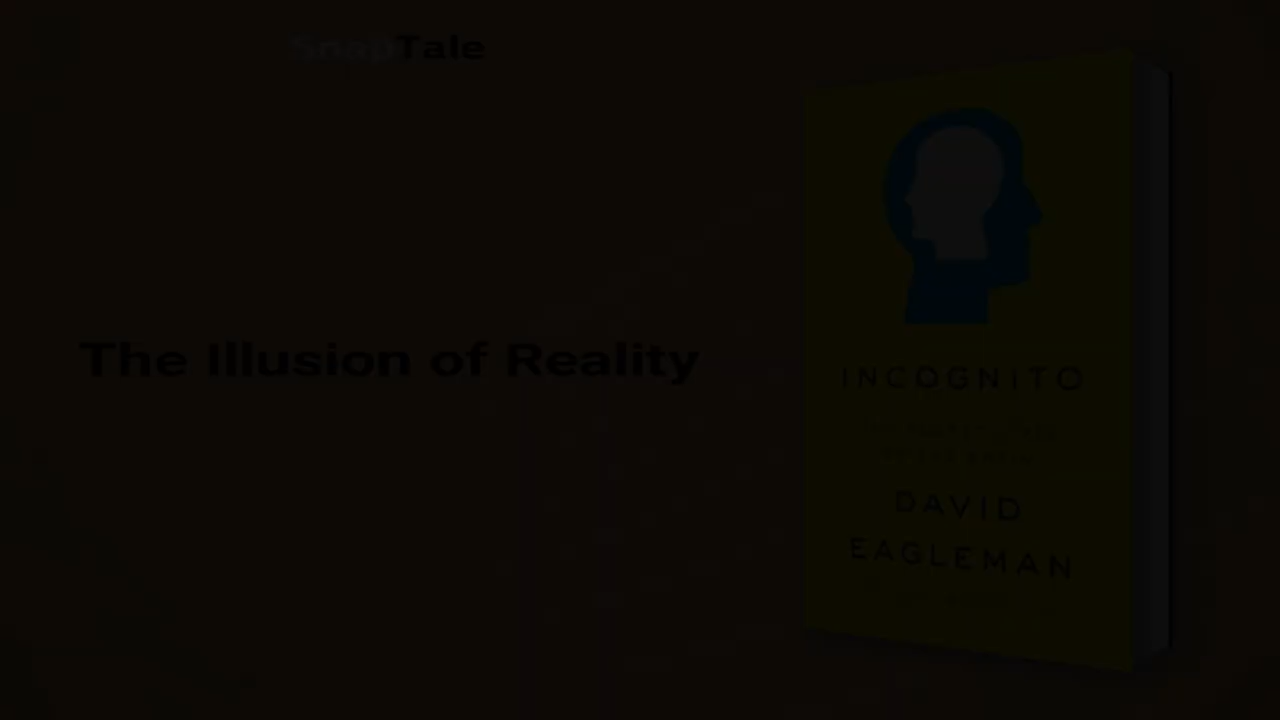 SnapTale
The Illusion of Reality
INCOGNITO
DAVID
EAGLEMAN